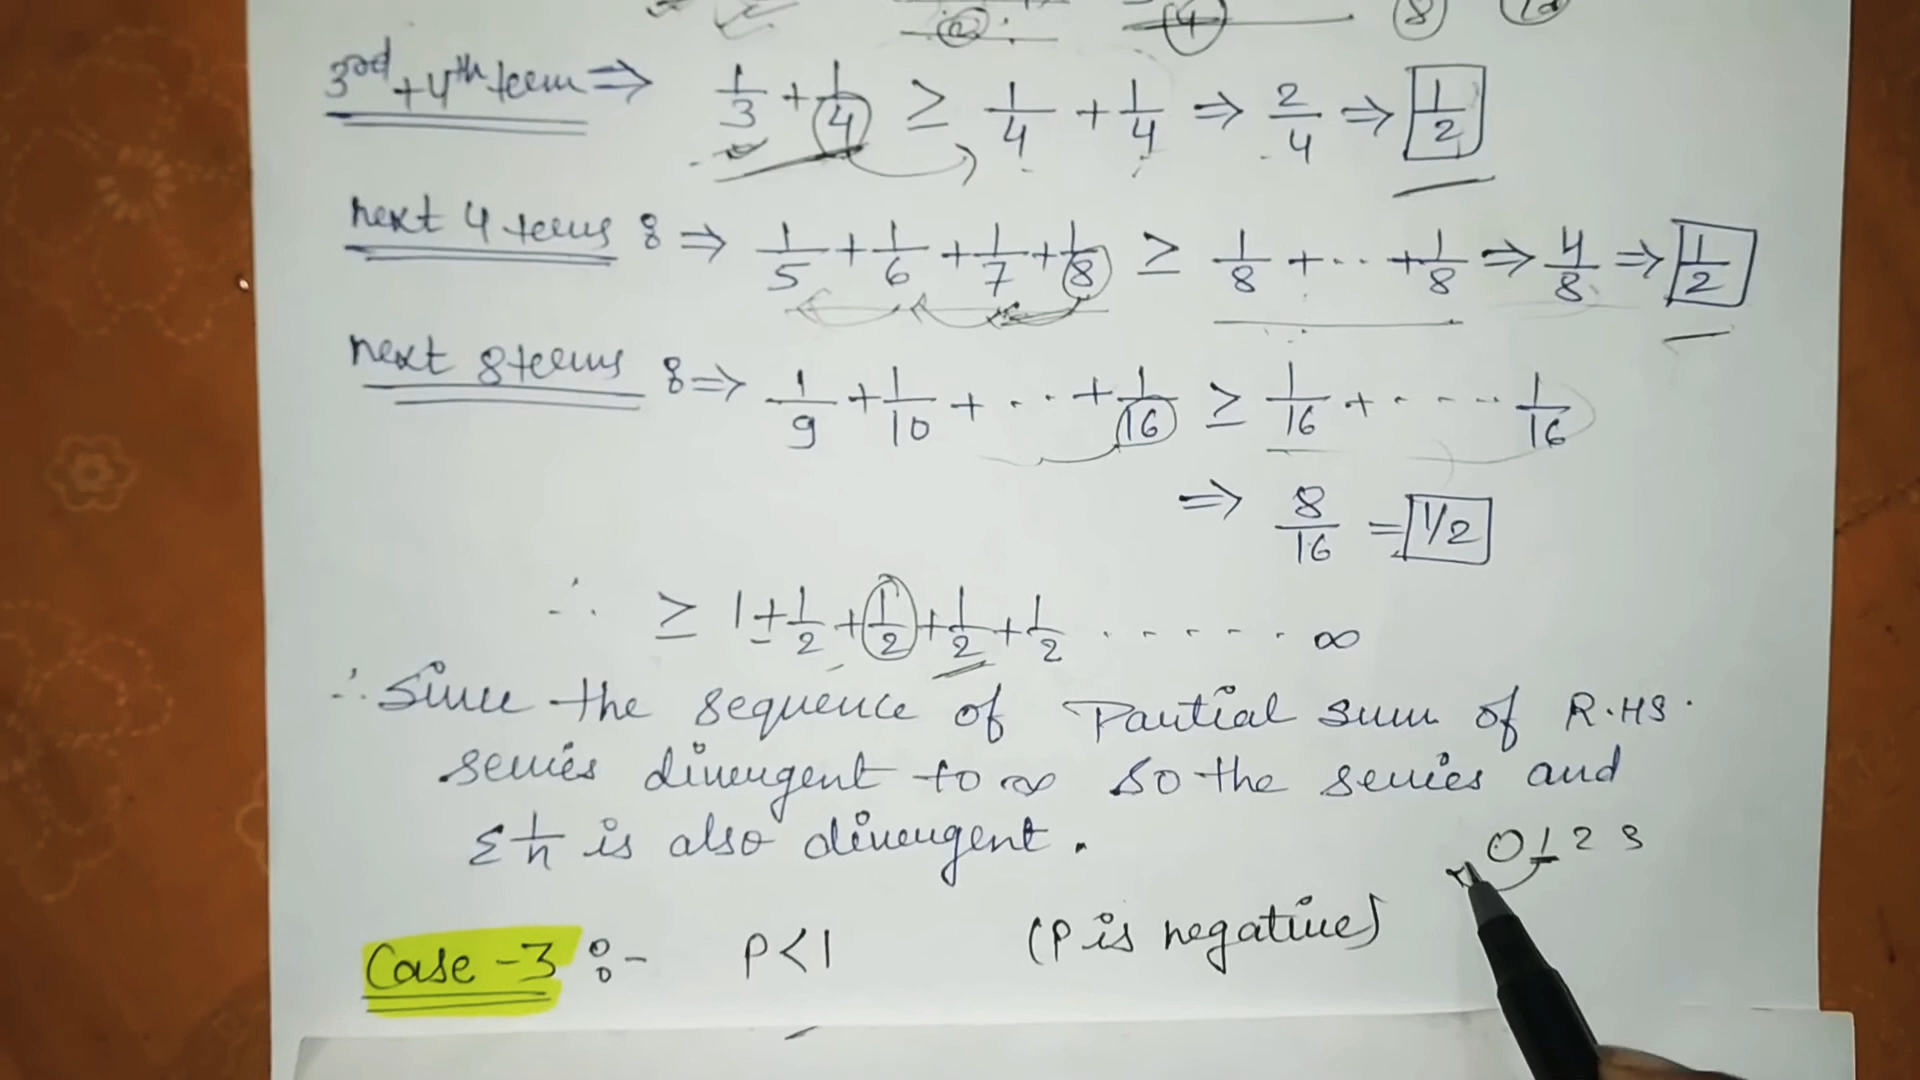 ② 4 8
3rd + 4th term ⇒ 1/3 + 1/4 ≥ 1/4 + 1/4 ⇒ 2/4 ⇒ 1/2
next 4 terms : ⇒ 1/5 + 1/6 + 1/7 + 1/8 ≥ 1/8 + .. + 1/8 ⇒ 4/8 ⇒ 1/2
next 8 terms : ⇒ 1/9 + 1/10 + ... + 1/16 ≥ 1/16 + ..... 1/16
⇒ 8/16 = 1/2
∴ ≥ 1 + 1/2 + 1/2 + 1/2 + 1/2 ...... ∞
∴ Since the sequence of Partial sum of R.HS.
series divergent to ∞ so the series and
Σ 1/n is also divergent.
0 1 2 3
Case -3 :- P<1 (P is negative)